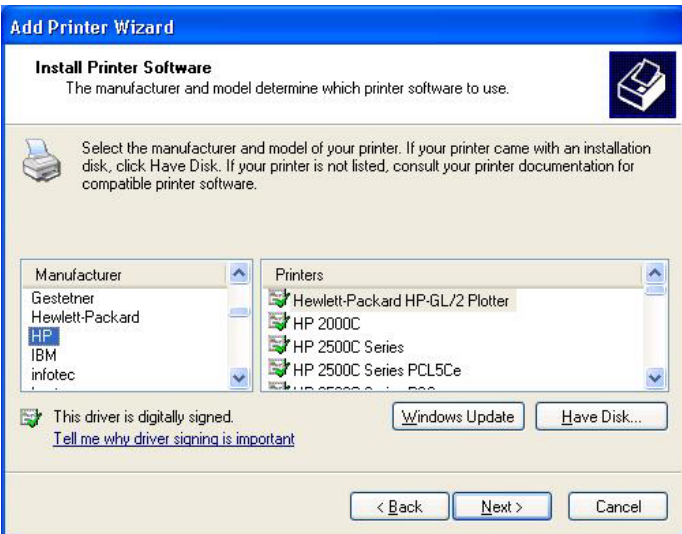 Add Printer Wizard
Install Printer Software
The manufacturer and model determine which printer software to use.
Select the manufacturer and model of your printer. If your printer came with an installation
disk, click Have Disk. If your printer is not listed, consult your printer documentation for
compatible printer software.
Manufacturer
Gestetner
Hewlett-Packard
HP
IBM
infotec
Printers
Hewlett-Packard HP-GL/2 Plotter
HP 2000C
HP 2500C Series
HP 2500C Series PCL5Ce
This driver is digitally signed.
Tell me why driver signing is important
Windows Update
Have Disk...
< Back
Next >
Cancel